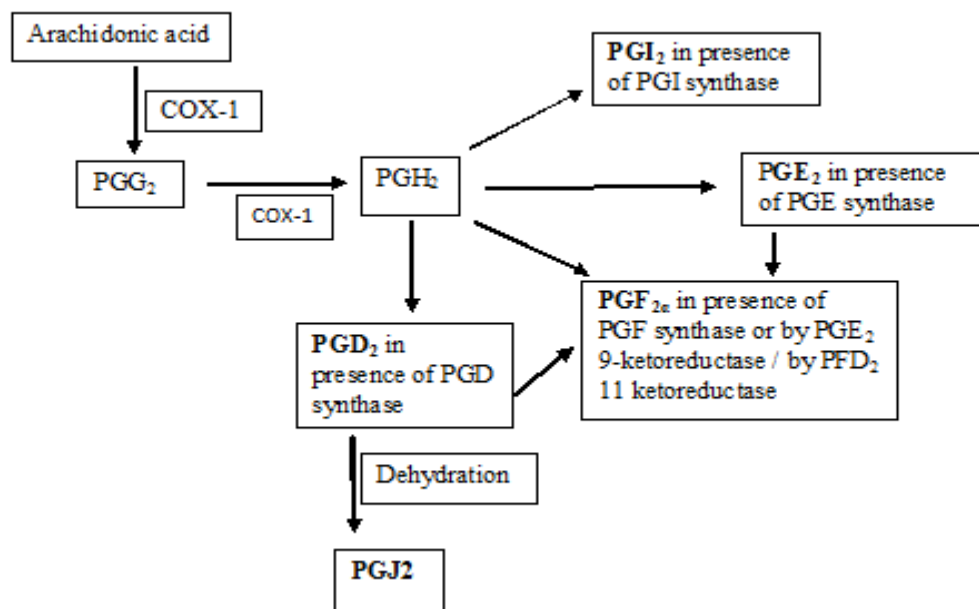 Arachidonic acid
COX-1
PGG₂
COX-1
PGH₂
PGI₂ in presence
of PGI synthase
PGE₂ in presence
of PGE synthase
PGF₂α in presence of
PGF synthase or by PGE₂
9-ketoreductase / by PFD₂
11 ketoreductase
PGD₂ in
presence of PGD
synthase
Dehydration
PGJ2